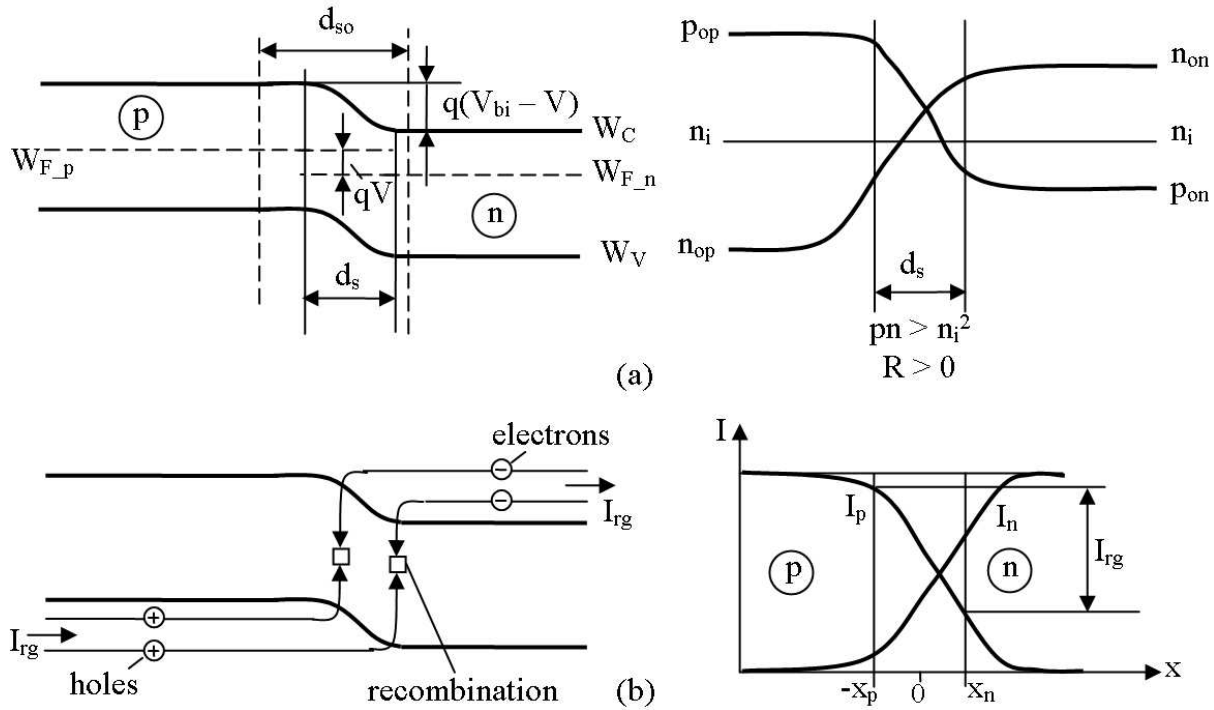 d_so
p
q(V_bi – V)
W_C
W_F_p
qV
W_F_n
n
W_V
d_s
p_op
n_on
n_i
n_i
p_on
n_op
d_s
pn > n_i^2
R > 0
(a)
electrons
I_rg
I_rg
holes
recombination
(b)
I
I_p
I_n
I_rg
p
n
-x_p
0
x_n
x